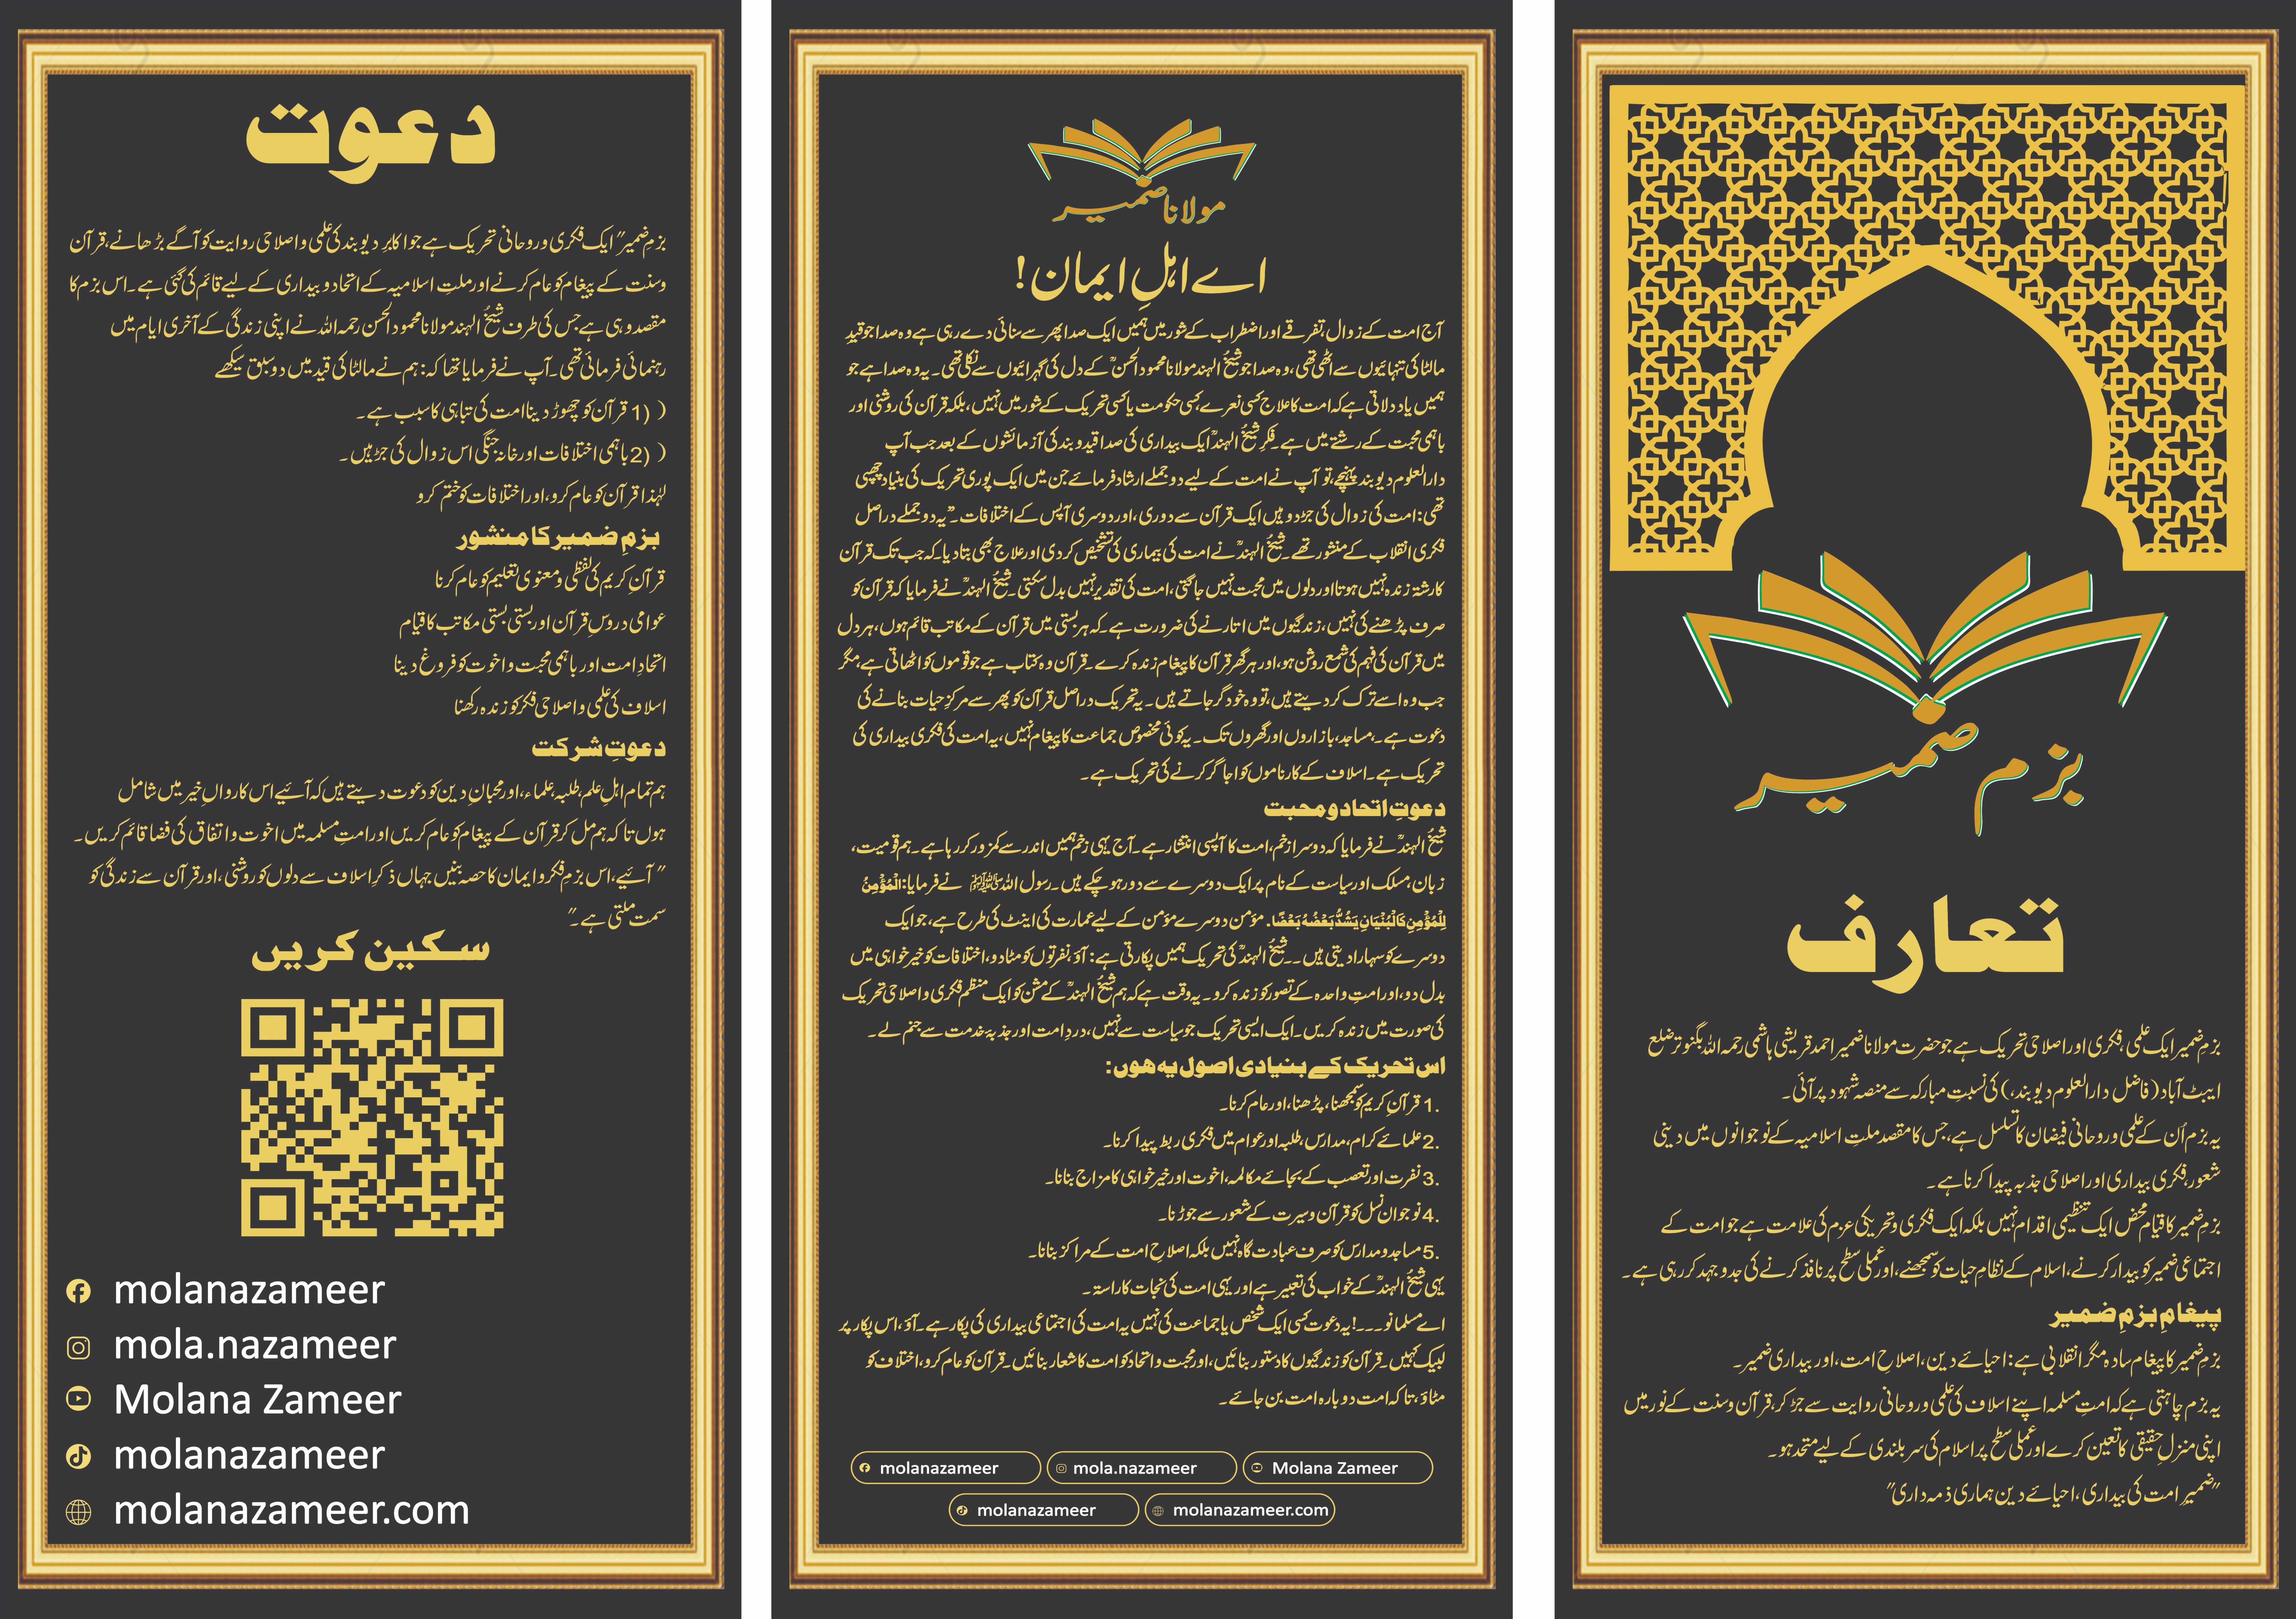 بزم ضمیر
تعارف
بزمِ ضمیر ایک علمی، فکری اور اصلاحی تحریک ہے جو حضرت مولانا ضمیر احمد قریشی ہاشمی رحمہ اللہ بگنوتر ضلع
ایبٹ آباد (فاضل دارالعلوم دیوبند،) کی نسبت مبارکہ سے منصہ شہود پر آئی۔
یہ بزم اُن کے علمی و روحانی فیضان کا تسلسل ہے، جس کا مقصد ملتِ اسلامیہ کے نوجوانوں میں دینی
شعور، فکری بیداری اور اصلاحی جذبہ پیدا کرنا ہے۔
بزمِ ضمیر کا قیام محض ایک تنظیمی اقدام نہیں بلکہ ایک فکری و تحریکی عزم کی علامت ہے جو امت کے
اجتماعی ضمیر کو بیدار کرنے، اسلام کے نظامِ حیات کو سمجھنے، اور عملی سطح پر نافذ کرنے کی جدوجہد کر رہی ہے۔
پیغامِ بزمِ ضمیر
بزمِ ضمیر کا پیغام سادہ مگر انقلابی ہے: احیائے دین، اصلاحِ امت، اور بیداری ضمیر۔
یہ بزم چاہتی ہے کہ امتِ مسلمہ اپنے اسلاف کی علمی و روحانی روایت سے جڑ کر، قرآن و سنت کے نور میں
اپنی منزلِ حقیقی کا تعین کرے اور عملی سطح پر اسلام کی سربلندی کے لیے متحد ہو۔
"ضمیرِ امت کی بیداری، احیائے دین ہماری ذمہ داری"
مولانا ضمیر
اے اہلِ ایمان!
آج امت کے زوال، تفرقے اور اضطراب کے شور میں ہمیں ایک صدا پھر سے سنائی دے رہی ہے وہ صدا جو قیدِ
مالٹا کی تنہائیوں سے اٹھی تھی، وہ صدا جو شیخ الہند مولانا محمود الحسنؒ کے دل کی گہرائیوں سے نکلی تھی۔ یہ وہ صدا ہے جو
ہمیں یاد دلاتی ہے کہ امت کا علاج کسی نعرے، کسی حکومت یا کسی تحریک کے شور میں نہیں، بلکہ قرآن کی روشنی اور
باہمی محبت کے رشتے میں ہے۔ فکرِ شیخ الہندؒ ایک بیداری کی صدا قید و بند کی آزمائشوں کے بعد جب آپ
دارالعلوم دیوبند پہنچے، تو آپ نے امت کے لیے دو جملے ارشاد فرمائے جن میں ایک پوری تحریک کی بنیاد چھپی
تھی: امت کی زوال کی جڑ دو ہیں ایک قرآن سے دوری، اور دوسری آپس کے اختلافات۔" یہ دو جملے دراصل
فکری انقلاب کے منشور تھے۔ شیخ الہندؒ نے امت کی بیماری کی تشخیص کر دی اور علاج بھی بتا دیا۔ کہ جب تک قرآن
کا رشتہ زندہ نہیں ہوتا اور دلوں میں محبت نہیں جاگتی، امت کی تقدیر نہیں بدل سکتی۔ شیخ الہندؒ نے فرمایا کہ قرآن کو
صرف پڑھنے کی نہیں، زندگیوں میں اتارنے کی ضرورت ہے۔ کہ ہر بستی میں قرآن کے مکاتب قائم ہوں، ہر دل
میں قرآن کی فہم کی شمع روشن ہو، اور ہر گھر قرآن کا پیغام زندہ کرے۔ قرآن وہ کتاب ہے جو قوموں کو اٹھاتی ہے، مگر
جب وہ اسے ترک کر دیتے ہیں، تو وہ خود گر جاتے ہیں۔ یہ تحریک دراصل قرآن کو پھر سے مرکزِ حیات بنانے کی
دعوت ہے۔ ،مساجد، بازاروں اور گھروں تک۔ یہ کوئی مخصوص جماعت کا پیغام نہیں، یہ امت کی فکری بیداری کی
تحریک ہے۔ اسلاف کے کارناموں کو اجاگر کرنے کی تحریک ہے۔
دعوتِ اتحاد و محبت
شیخ الہندؒ نے فرمایا کہ دوسرا زخم، امت کا آپسی انتشار ہے۔ آج یہی زخم ہمیں اندر سے کمزور کر رہا ہے۔ ہم قومیت،
زبان، مسلک اور سیاست کے نام پر ایک دوسرے سے دور ہو چکے ہیں۔ رسول اللہ ﷺ نے فرمایا: الْمُؤْمِنُ
لِلْمُؤْمِنِ كَالْبُنْيَانِ يَشُدُّ بَعْضُهُ بَعْضًا۔ مؤمن دوسرے مؤمن کے لیے عمارت کی اینٹ کی طرح ہے، جو ایک
دوسرے کو سہارا دیتی ہیں۔۔ شیخ الہندؒ کی تحریک ہمیں پکارتی ہے: آؤ، نفرتوں کو مٹا دو، اختلافات کو خیر خواہی میں
بدل دو، اور امتِ واحدہ کے تصور کو زندہ کرو۔ یہ وقت ہے کہ ہم شیخ الہندؒ کے مشن کو ایک منظم فکری و اصلاحی تحریک
کی صورت میں زندہ کریں۔ ایک ایسی تحریک جو سیاست سے نہیں، دردِ امت اور جذبۂ خدمت سے جنم لے۔
اس تحریک کے بنیادی اصول یہ ہوں:
1. قرآنِ کریم کو سمجھنا، پڑھنا، اور عام کرنا۔
2. علمائے کرام، مدارس، طلبہ اور عوام میں فکری ربط پیدا کرنا۔
3. نفرت اور تعصب کے بجائے مکالمہ، اخوت اور خیر خواہی کا مزاج بنانا۔
4. نوجوان نسل کو قرآن و سیرت کے شعور سے جوڑنا۔
5. مساجد و مدارس کو صرف عبادت گاہ نہیں بلکہ اصلاحِ امت کے مراکز بنانا۔
یہی شیخ الہندؒ کے خواب کی تعبیر ہے اور یہی امت کی نجات کا راستہ۔
اے مسلمانو۔۔۔! یہ دعوت کسی ایک شخص یا جماعت کی نہیں یہ امت کی اجتماعی بیداری کی پکار ہے۔ آؤ، اس پکار پر
لبیک کہیں۔ قرآن کو زندگیوں کا دستور بنائیں، اور محبت و اتحاد کو امت کا شعار بنائیں۔ قرآن کو عام کرو، اختلاف کو
مٹاؤ، تاکہ امت دوبارہ امت بن جائے۔
molanazameer
mola.nazameer
Molana Zameer
molanazameer
molanazameer.com
دعوت
بزمِ ضمیر" ایک فکری و روحانی تحریک ہے جو اکابرِ دیوبند کی علمی و اصلاحی روایت کو آگے بڑھانے، قرآن
و سنت کے پیغام کو عام کرنے اور ملتِ اسلامیہ کے اتحاد و بیداری کے لیے قائم کی گئی ہے۔ اس بزم کا
مقصد وہی ہے جس کی طرف شیخ الہند مولانا محمود الحسن رحمہ اللہ نے اپنی زندگی کے آخری ایام میں
رہنمائی فرمائی تھی۔ آپ نے فرمایا تھا کہ: ہم نے مالٹا کی قید میں دو سبق سیکھے
( (1 قرآن کو چھوڑ دینا امت کی تباہی کا سبب ہے۔
( (2 باہمی اختلافات اور خانہ جنگی اس زوال کی جڑ ہیں۔
لہٰذا قرآن کو عام کرو، اور اختلافات کو ختم کرو
بزمِ ضمیر کا منشور
قرآنِ کریم کی لفظی و معنوی تعلیم کو عام کرنا
عوامی دروسِ قرآن اور بستی بستی مکاتب کا قیام
اتحادِ امت اور باہمی محبت و اخوت کو فروغ دینا
اسلاف کی علمی و اصلاحی فکر کو زندہ رکھنا
دعوتِ شرکت
ہم تمام اہلِ علم، طلبہ، علماء، اور محبانِ دین کو دعوت دیتے ہیں کہ آئیے اس کاروانِ خیر میں شامل
ہوں تاکہ ہم مل کر قرآن کے پیغام کو عام کریں اور امتِ مسلمہ میں اخوت و اتفاق کی فضا قائم کریں۔
"آئیے، اس بزمِ فکر و ایمان کا حصہ بنیں جہاں ذکرِ اسلاف سے دلوں کو روشنی، اور قرآن سے زندگی کو
سمت ملتی ہے۔"
سکین کریں
molanazameer
mola.nazameer
Molana Zameer
molanazameer
molanazameer.com